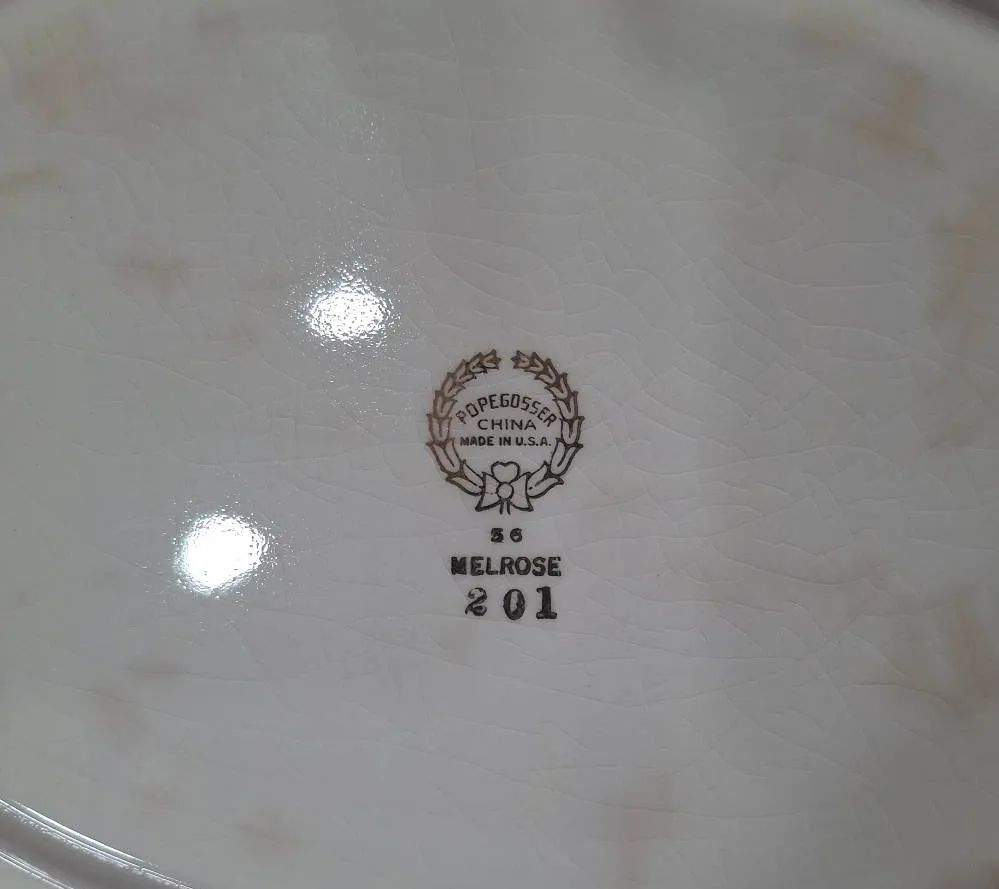 POPEGOSSER
CHINA
MADE IN U.S.A.
56
MELROSE
201